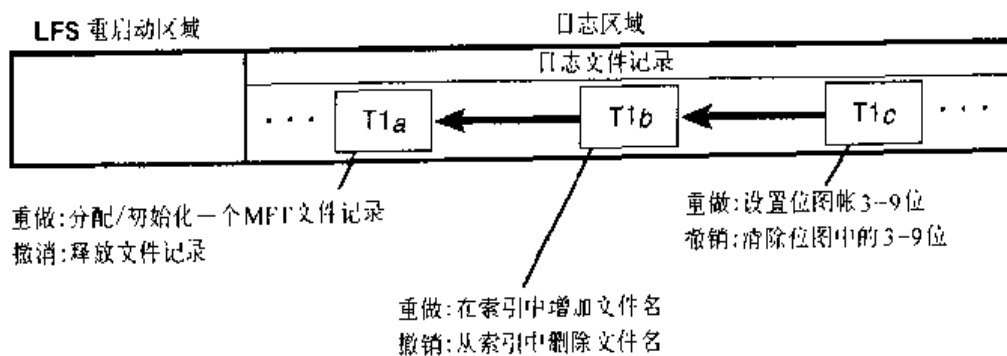 LFS 重启动区域
日志区域
日志文件记录
··· T1a T1b T1c ···
重做:分配/初始化一个MFT文件记录
撤消:释放文件记录
重做:设置位图帐3-9位
撤销:清除位图中的3-9位
重做:在索引中增加文件名
撤销:从索引中删除文件名